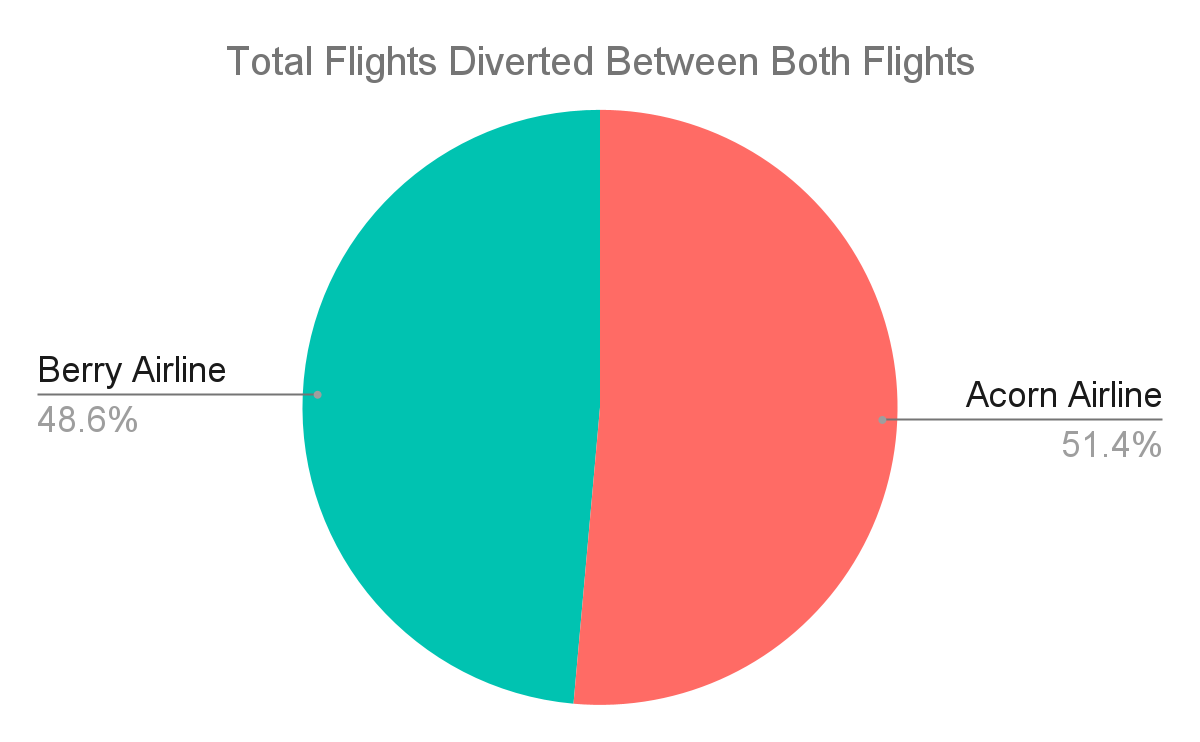 Total Flights Diverted Between Both Flights
Berry Airline
48.6%
Acorn Airline
51.4%